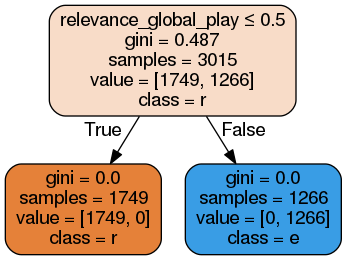 relevance_global_play ≤ 0.5
gini = 0.487
samples = 3015
value = [1749, 1266]
class = r
True
False
gini = 0.0
samples = 1749
value = [1749, 0]
class = r
gini = 0.0
samples = 1266
value = [0, 1266]
class = e